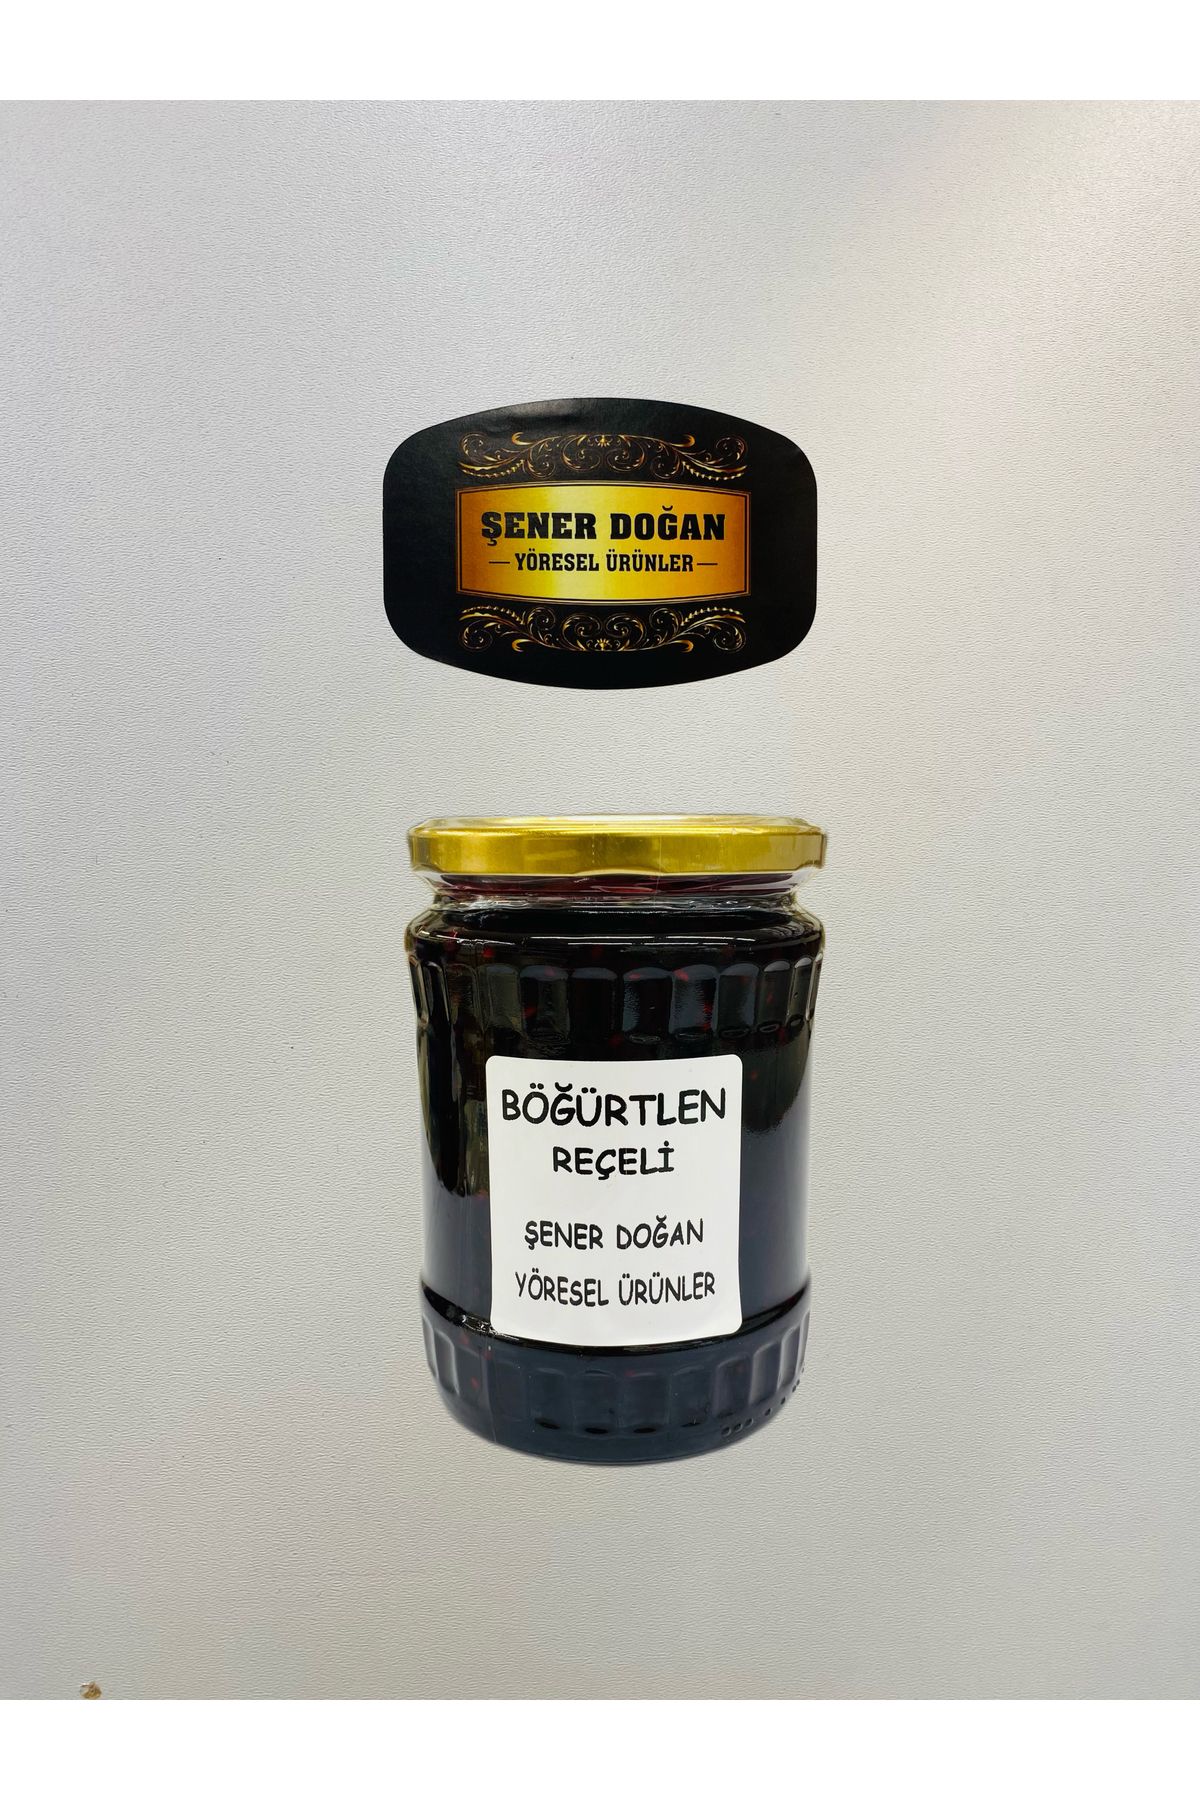 ŞENER DOĞAN
YÖRESEL ÜRÜNLER
BÖĞÜRTLEN
REÇELİ
ŞENER DOĞAN
YÖRESEL ÜRÜNLER